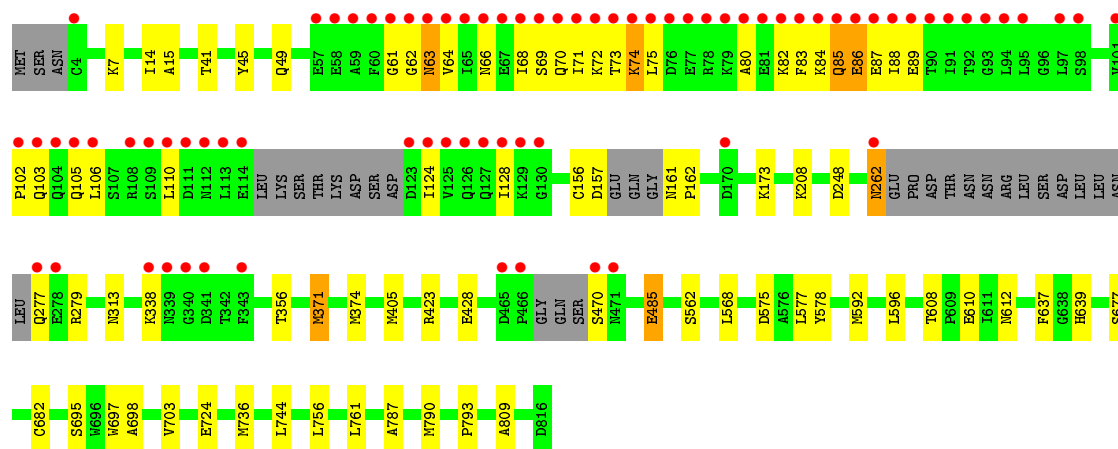 MET SER ASN C4 K7 I14 A15 T41 Y45 Q49 E57 E58 A59 F60 G61 G62 N63 V64 I65 N66 E67 I68 S69 Q70 I71 K72 T73 K74 L75 D76 E77 R78 K79 A80 E81 K82 F83 K84 Q85 E86 E87 I88 E89 T90 I91 T92 G93 L94 L95 G96 L97 S98 V101
P102 Q103 Q104 Q105 L106 S107 R108 S109 L110 D111 N112 L113 E114 LEU LYS SER THR LYS ASP SER ASP D123 I124 V125 Q126 Q127 I128 K129 G130 C156 D157 GLU GLN GLY N161 P162 D170 K173 K208 D248 N262 GLU PRO ASP THR ASN ASN ARG LEU SER ASP LEU LEU ASN
LEU Q277 E278 R279 N313 K338 N339 G340 D341 T342 F343 T356 M371 M374 M405 R423 E428 D465 P466 GLY GLN SER S470 N471 E485 S562 L568 D575 A576 L577 Y578 M592 L596 T608 P609 E610 I611 N612 F637 G638 H639 S677
C682 S695 W696 W697 A698 V703 E724 M736 L744 L756 L761 A787 M790 P793 A809 D816